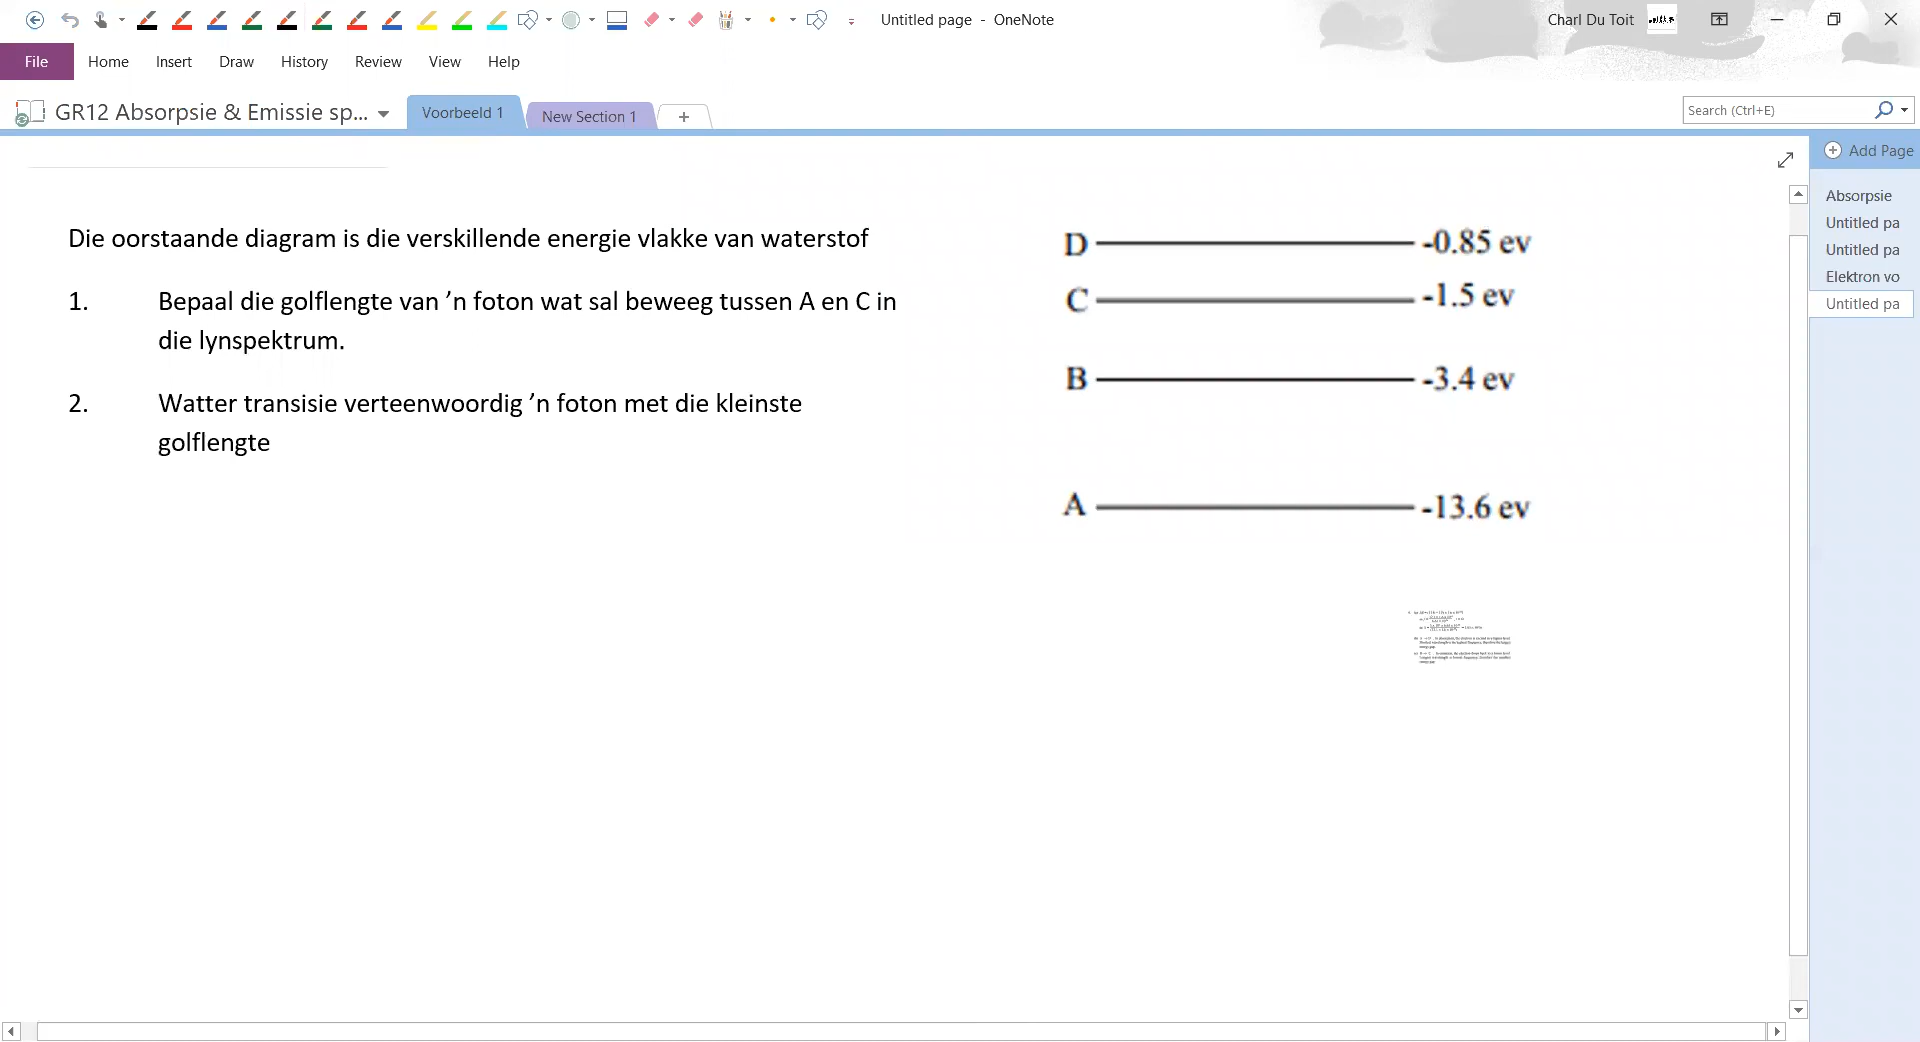 Untitled page - OneNote
Charl Du Toit
File
Home
Insert
Draw
History
Review
View
Help
GR12 Absorpsie & Emissie sp...
Voorbeeld 1
New Section 1
+
Search (Ctrl+E)
Add Page
Absorpsie
Untitled pa
Untitled pa
Elektron vo
Untitled pa
Die oorstaande diagram is die verskillende energie vlakke van waterstof
1. Bepaal die golflengte van ’n foton wat sal beweeg tussen A en C in
die lynspektrum.
2. Watter transisie verteenwoordig ’n foton met die kleinste
golflengte
D -0.85 ev
C -1.5 ev
B -3.4 ev
A -13.6 ev